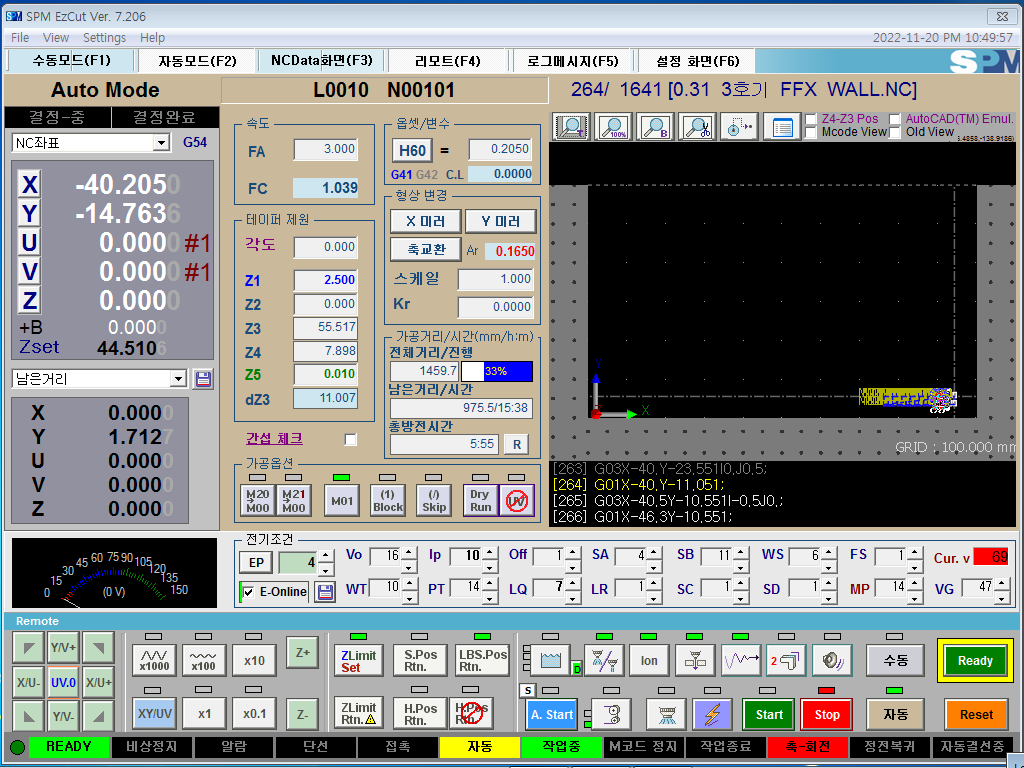 SPM EzCut Ver. 7.206
File View Settings Help
2022-11-20 PM 10:49:57
수동모드(F1) 자동모드(F2) NCData화면(F3) 리모트(F4) 로그메시지(F5) 설정 화면(F6)
SPM
Auto Mode
L0010 N00101
264/ 1641 [0.31 3호기 FFX WALL.NC]
결정-중 결정완료
NC좌표 G54
X -40.2050
Y -14.7636
U 0.0000 #1
V 0.0000 #1
Z 0.0000
+B 0.0000
Zset 44.5106
남은거리
X 0.0000
Y 1.7127
U 0.0000
V 0.0000
Z 0.0000
속도
FA 3.000
FC 1.039
테이퍼 제원
각도 0.000
Z1 2.500
Z2 0.000
Z3 55.517
Z4 7.898
Z5 0.010
dZ3 11.007
간섭 체크
옵셋/변수
H60 = 0.2050
G41 G42 C.L 0.0000
형상 변경
X 미러 Y 미러
축교환 Ar 0.1650
스케일 1.000
Kr 0.0000
가공거리/시간(mm/h:m)
전체거리/진행
1459.7 33%
남은거리/시간
975.5/15:38
총방전시간
5:55 R
가공옵션
M20 M00 M21 M00 M01 (1) Block (/) Skip Dry Run UV
100% B
Z4-Z3 Pos AutoCAD(TM) Emul.
Mcode View Old View
Y
X
GRID : 100.000 mm
[263] G03X-40,Y-23,551I0,J0,5;
[264] G01X-40,Y-11,051;
[265] G03X-40,5Y-10,551I-0,5J0,;
[266] G01X-46,3Y-10,551;
0 15 30 45 60 75 90 105 120 135 150
(0 V)
전기조건
EP 4
E-Online
Vo 16 Ip 10 Off 1 SA 4 SB 11 WS 6 FS 1 Cur. v 69
WT 10 PT 14 LQ 7 LR 1 SC 1 SD 1 MP 14 VG 47
Remote
Y/V+
X/U- UV.0 X/U+
Y/V-
x1000 x100 x10 Z+
XY/UV x1 x0.1 Z-
ZLimit Set S.Pos Rtn. LBS.Pos Rtn.
ZLimit Rtn. H.Pos Rtn. H.Pos Rtn.
D Ion 2 수동 Ready
S A. Start Start Stop 자동 Reset
READY 비상정지 알람 단선 접촉 자동 작업중 M코드 정지 작업종료 축-회전 정전복귀 자동결선중